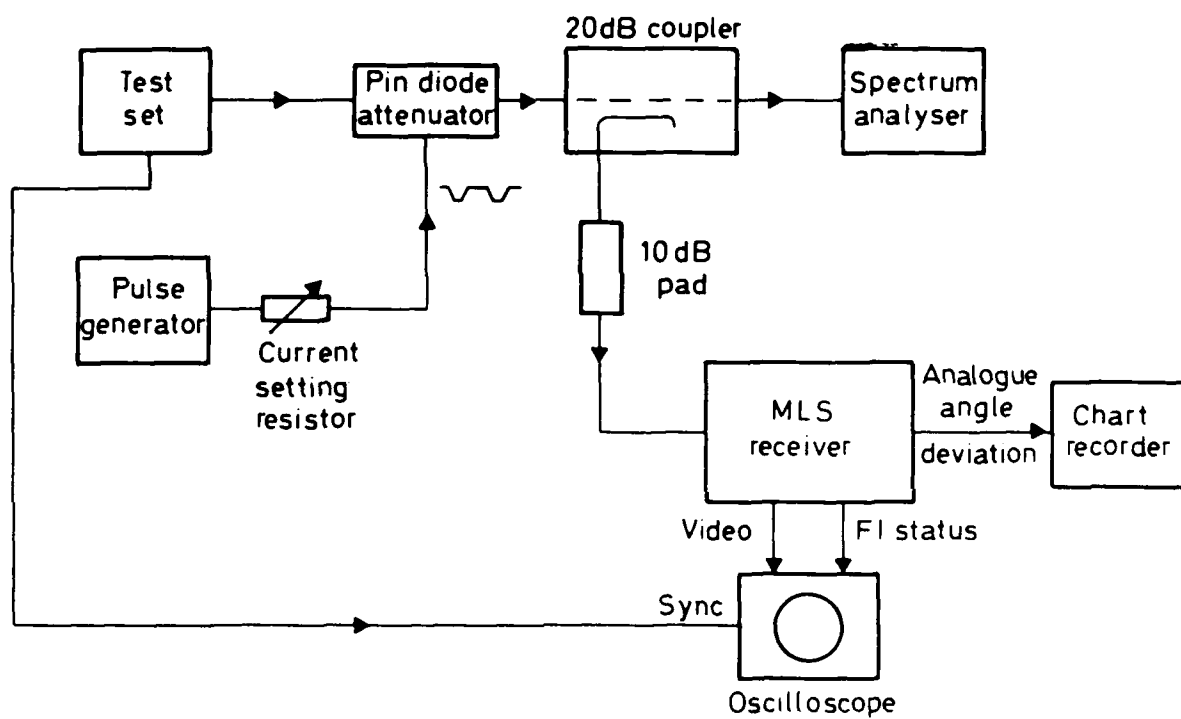 20dB coupler
Test
set
Pin diode
attenuator
Spectrum
analyser
10dB
pad
Pulse
generator
Current
setting
resistor
MLS
receiver
Analogue
angle
deviation
Chart
recorder
Video
FI status
Sync
Oscilloscope